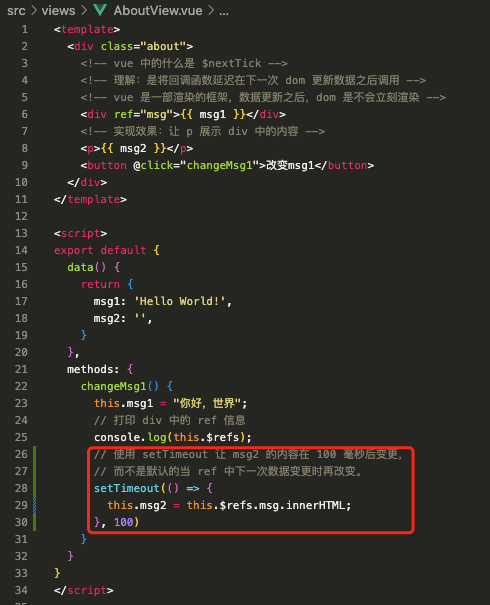 src > views > AboutView.vue > ...
1 <template>
2 <div class="about">
3 <!-- vue 中的什么是 $nextTick -->
4 <!-- 理解：是将回调函数延迟在下一次 dom 更新数据之后调用 -->
5 <!-- vue 是一部渲染的框架，数据更新之后，dom 是不会立刻渲染 -->
6 <div ref="msg">{{ msg1 }}</div>
7 <!-- 实现效果：让 p 展示 div 中的内容 -->
8 <p>{{ msg2 }}</p>
9 <button @click="changeMsg1">改变msg1</button>
10 </div>
11 </template>
12
13 <script>
14 export default {
15 data() {
16 return {
17 msg1: 'Hello World!',
18 msg2: '',
19 }
20 },
21 methods: {
22 changeMsg1() {
23 this.msg1 = "你好，世界";
24 // 打印 div 中的 ref 信息
25 console.log(this.$refs);
26 // 使用 setTimeout 让 msg2 的内容在 100 毫秒后变更，
27 // 而不是默认的当 ref 中下一次数据变更时再改变。
28 setTimeout(() => {
29 this.msg2 = this.$refs.msg.innerHTML;
30 }, 100)
31 }
32 }
33 }
34 </script>
35